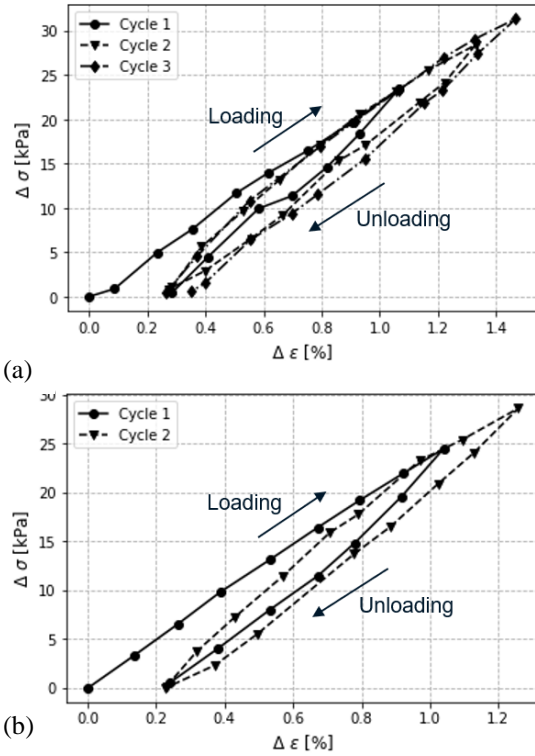 30
25
20
15
10
5
0
Δ σ [kPa]
Cycle 1
Cycle 2
Cycle 3
Loading
Unloading
0.0 0.2 0.4 0.6 0.8 1.0 1.2 1.4
Δ ε [%]
(a)
30
25
20
15
10
5
0
Δ σ [kPa]
Cycle 1
Cycle 2
Loading
Unloading
0.0 0.2 0.4 0.6 0.8 1.0 1.2
Δ ε [%]
(b)